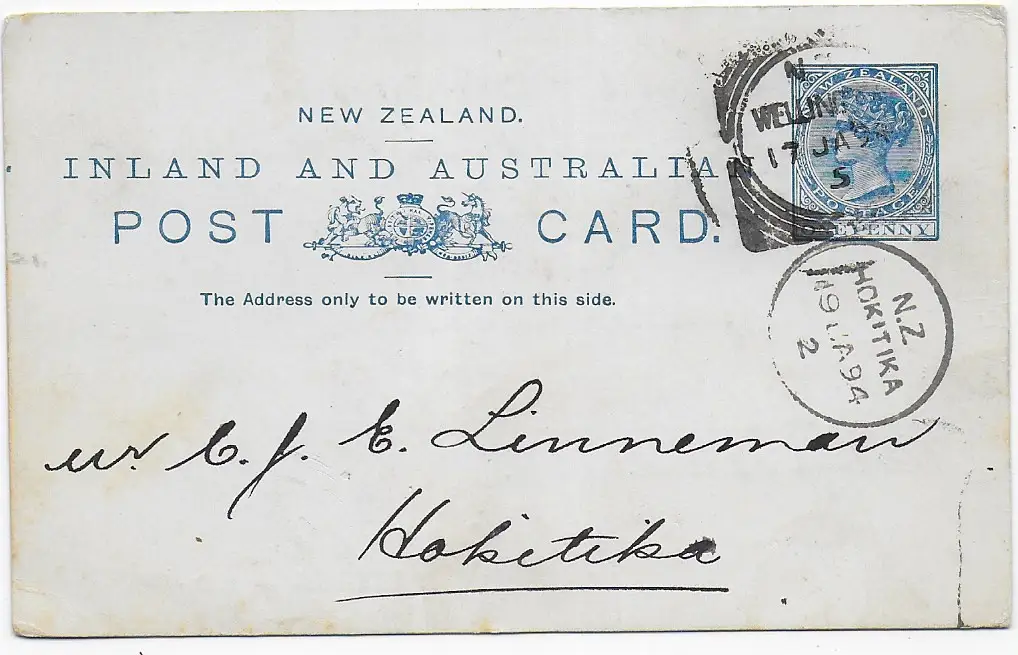 NEW ZEALAND.
INLAND AND AUSTRALIAN
POST CARD.
The Address only to be written on this side.
NEW ZEALAND
POSTAGE
PENNY
N
17 JA 94
5
N.Z
HOKITIKA
19 JA 94
2
Mr. C. J. E. Linneman
Hokitika